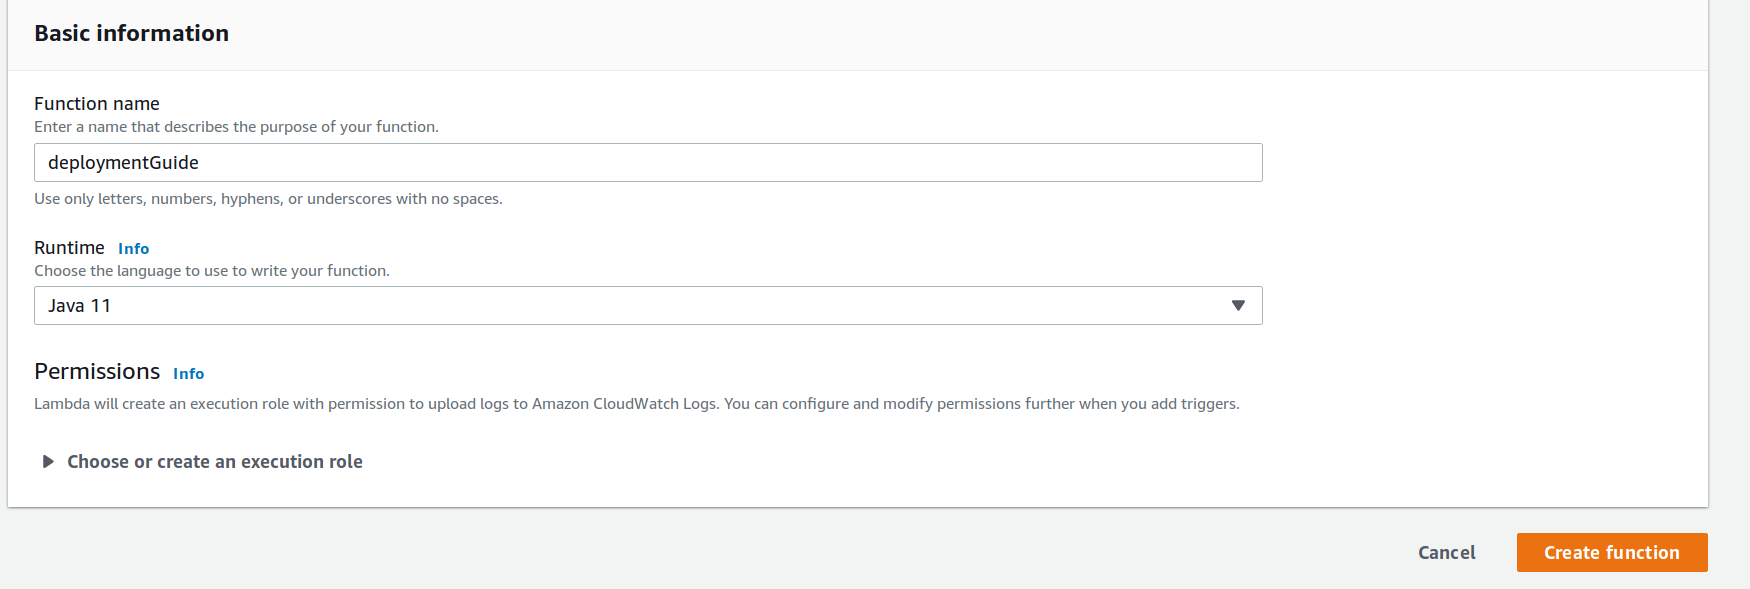 Basic information
Function name
Enter a name that describes the purpose of your function.
deploymentGuide
Use only letters, numbers, hyphens, or underscores with no spaces.
Runtime Info
Choose the language to use to write your function.
Java 11
Permissions Info
Lambda will create an execution role with permission to upload logs to Amazon CloudWatch Logs. You can configure and modify permissions further when you add triggers.
Choose or create an execution role
Cancel Create function